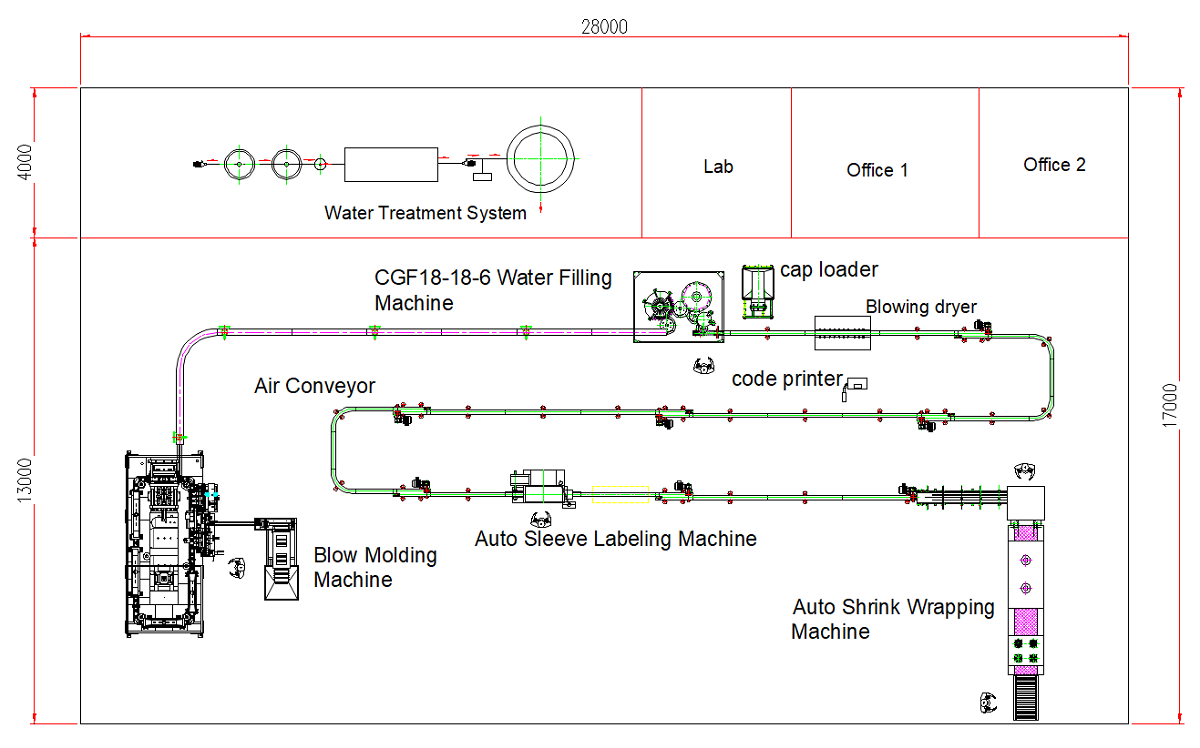 28000
4000
Lab
Office 1
Office 2
Water Treatment System
CGF18-18-6 Water Filling
Machine
cap loader
Blowing dryer
Air Conveyor
code printer
17000
13000
Auto Sleeve Labeling Machine
Blow Molding
Machine
Auto Shrink Wrapping
Machine